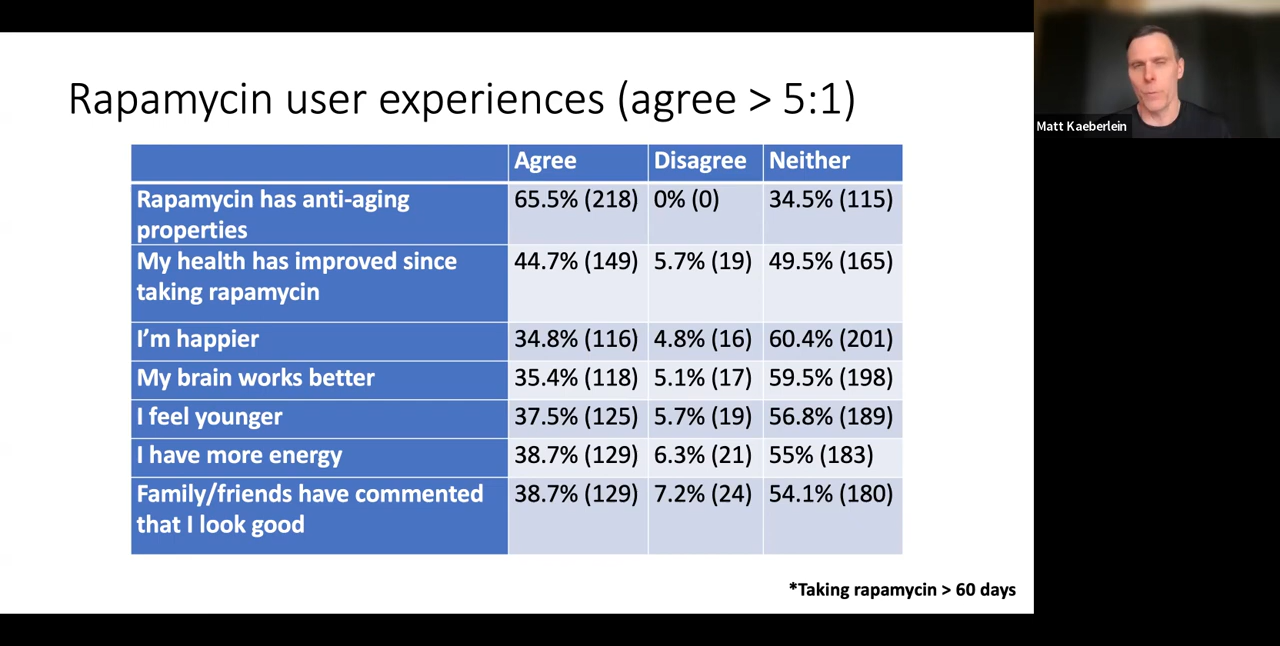 Rapamycin user experiences (agree > 5:1)
Matt Kaeberlein
Agree Disagree Neither
Rapamycin has anti-aging 65.5% (218) 0% (0) 34.5% (115)
properties
My health has improved since 44.7% (149) 5.7% (19) 49.5% (165)
taking rapamycin
I’m happier 34.8% (116) 4.8% (16) 60.4% (201)
My brain works better 35.4% (118) 5.1% (17) 59.5% (198)
I feel younger 37.5% (125) 5.7% (19) 56.8% (189)
I have more energy 38.7% (129) 6.3% (21) 55% (183)
Family/friends have commented 38.7% (129) 7.2% (24) 54.1% (180)
that I look good
*Taking rapamycin > 60 days